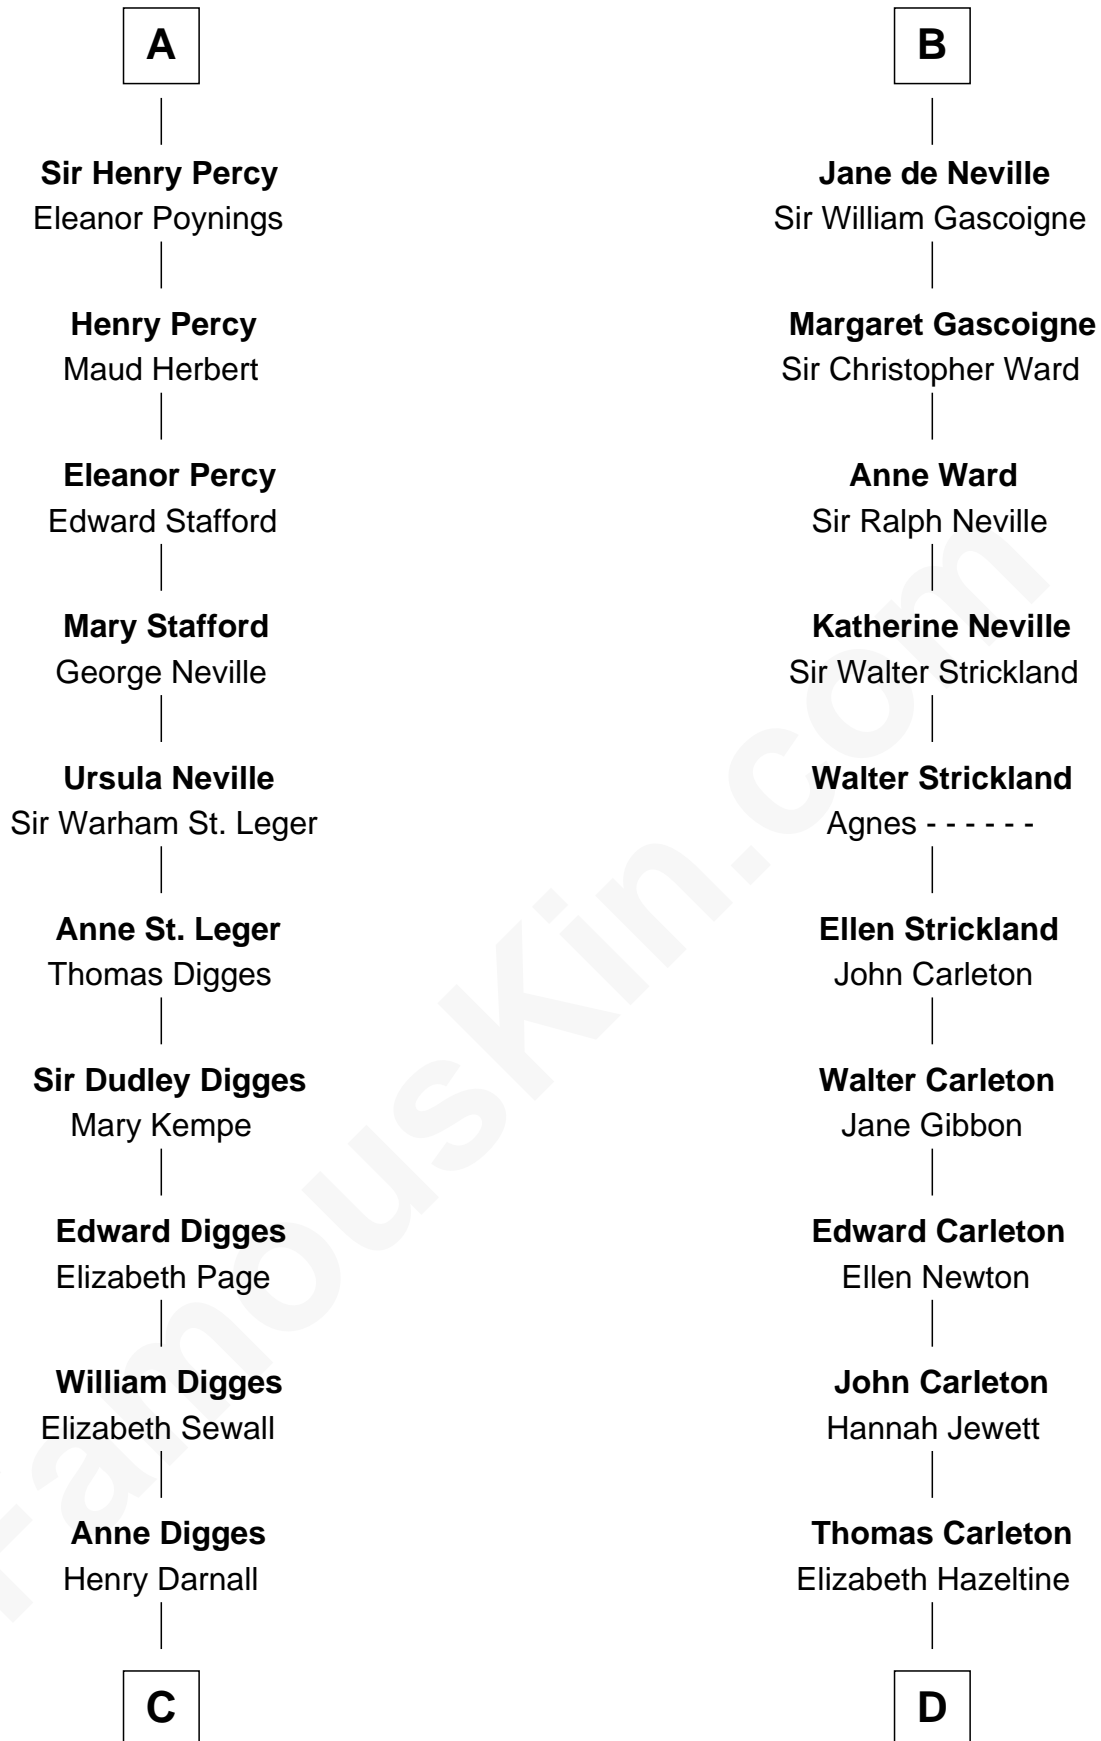 A
Sir Henry Percy
Eleanor Poynings
Henry Percy
Maud Herbert
Eleanor Percy
Edward Stafford
Mary Stafford
George Neville
Ursula Neville
Sir Warham St. Leger
Anne St. Leger
Thomas Digges
Sir Dudley Digges
Mary Kempe
Edward Digges
Elizabeth Page
William Digges
Elizabeth Sewall
Anne Digges
Henry Darnall
C
B
Jane de Neville
Sir William Gascoigne
Margaret Gascoigne
Sir Christopher Ward
Anne Ward
Sir Ralph Neville
Katherine Neville
Sir Walter Strickland
Walter Strickland
Agnes - - - - - -
Ellen Strickland
John Carleton
Walter Carleton
Jane Gibbon
Edward Carleton
Ellen Newton
John Carleton
Hannah Jewett
Thomas Carleton
Elizabeth Hazeltine
D
FamousKin.com